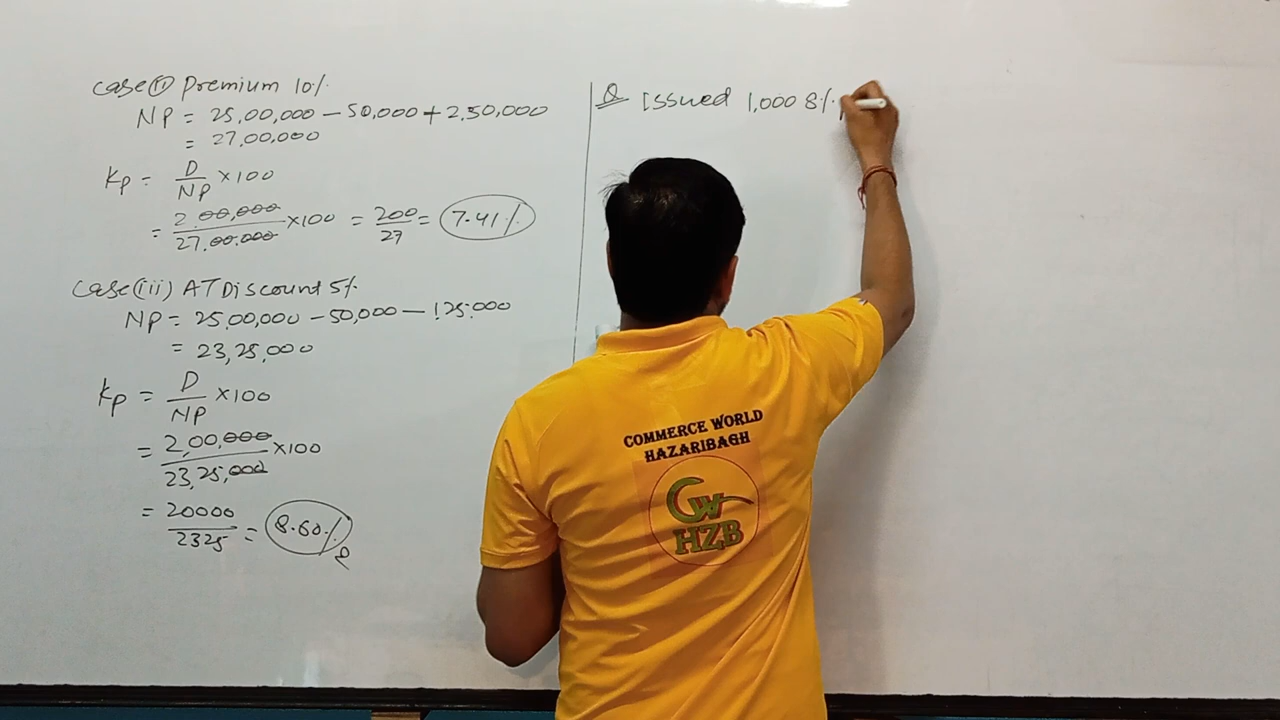 Case(ii) Premium 10%
NP = 25,00,000 - 50,000 + 2,50,000
= 27,00,000
Kp = D/NP × 100
= 2,00,000/27,00,000 × 100 = 200/27 = 7.41%
Case(iii) AT Discount 5%
NP = 25,00,000 - 50,000 - 1,25,000
= 23,25,000
Kp = D/NP × 100
= 2,00,000/23,25,000 × 100
= 20000/2325 = 8.60%
Q Issued 1,000 8%
COMMERCE WORLD
HAZARIBAGH
CW
HZB